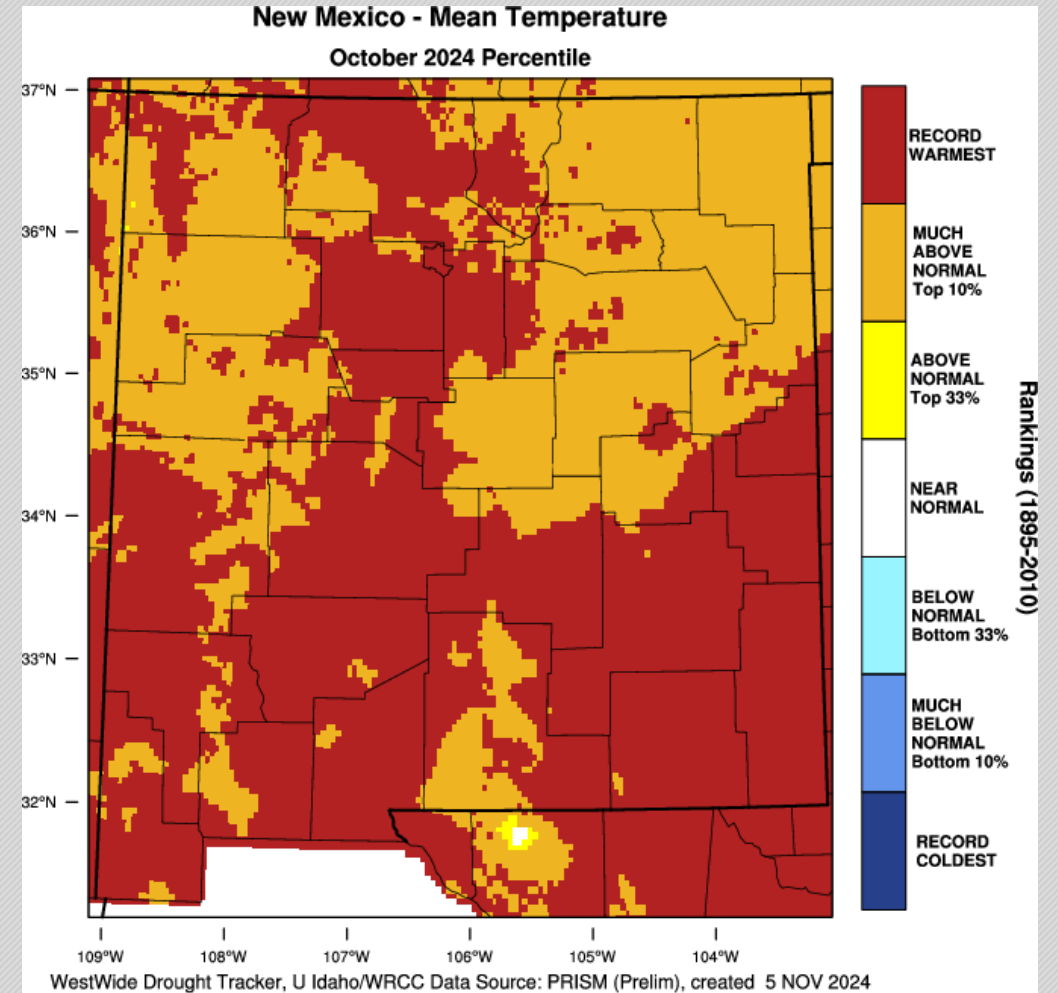 New Mexico - Mean Temperature
October 2024 Percentile
37°N
36°N
35°N
34°N
33°N
32°N
109°W
108°W
107°W
106°W
105°W
104°W
RECORD
WARMEST
MUCH
ABOVE
NORMAL
Top 10%
ABOVE
NORMAL
Top 33%
NEAR
NORMAL
BELOW
NORMAL
Bottom 33%
MUCH
BELOW
NORMAL
Bottom 10%
RECORD
COLDEST
Rankings (1895-2010)
WestWide Drought Tracker, U Idaho/WRCC Data Source: PRISM (Prelim), created 5 NOV 2024